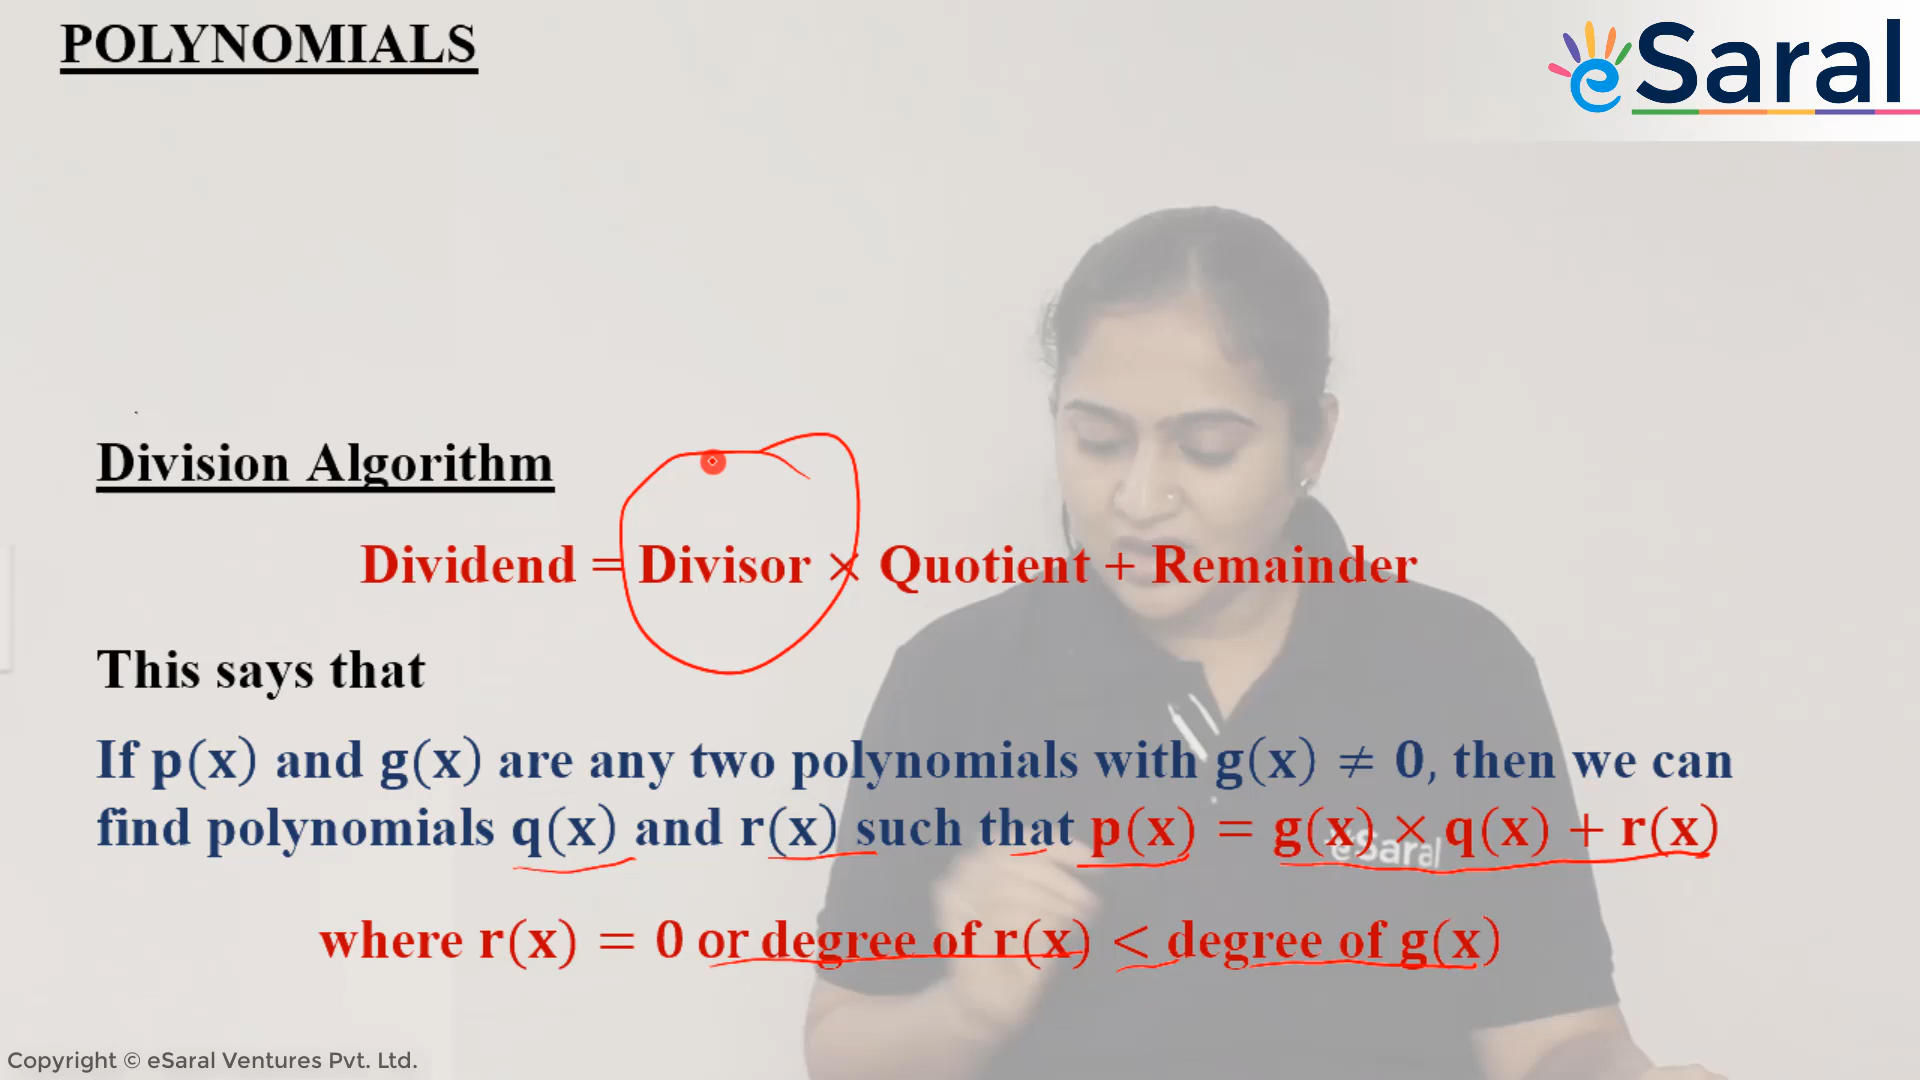 POLYNOMIALS
eSaral
Division Algorithm
Dividend = Divisor × Quotient + Remainder
This says that
If p(x) and g(x) are any two polynomials with g(x) ≠ 0, then we can
find polynomials q(x) and r(x) such that p(x) = g(x) × q(x) + r(x)
eSaral
where r(x) = 0 or degree of r(x) < degree of g(x)
Copyright © eSaral Ventures Pvt. Ltd.